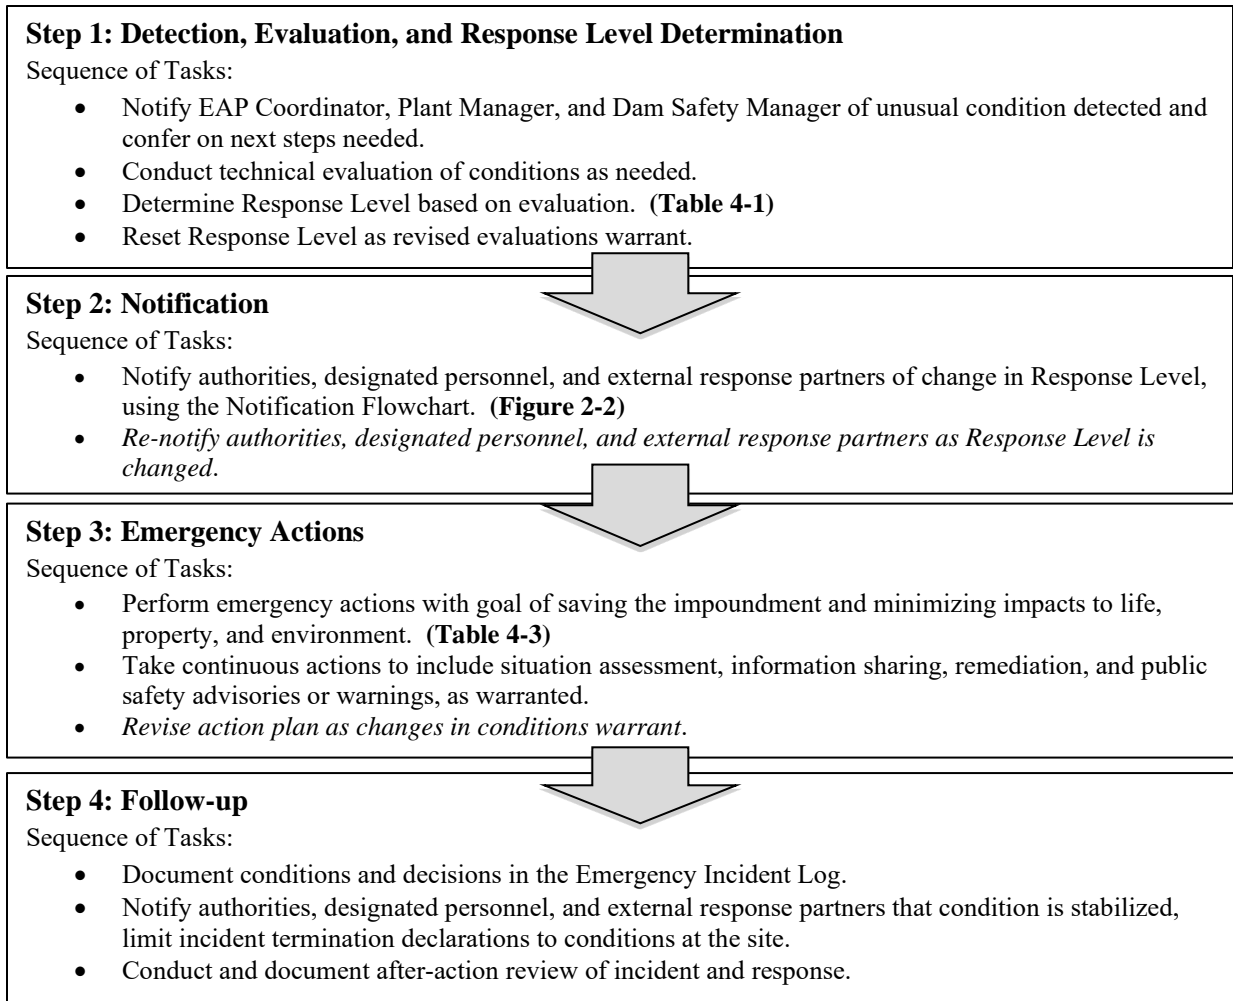 Step 1: Detection, Evaluation, and Response Level Determination
Sequence of Tasks:
• Notify EAP Coordinator, Plant Manager, and Dam Safety Manager of unusual condition detected and
confer on next steps needed.
• Conduct technical evaluation of conditions as needed.
• Determine Response Level based on evaluation. (Table 4-1)
• Reset Response Level as revised evaluations warrant.
Step 2: Notification
Sequence of Tasks:
• Notify authorities, designated personnel, and external response partners of change in Response Level,
using the Notification Flowchart. (Figure 2-2)
• Re-notify authorities, designated personnel, and external response partners as Response Level is
changed.
Step 3: Emergency Actions
Sequence of Tasks:
• Perform emergency actions with goal of saving the impoundment and minimizing impacts to life,
property, and environment. (Table 4-3)
• Take continuous actions to include situation assessment, information sharing, remediation, and public
safety advisories or warnings, as warranted.
• Revise action plan as changes in conditions warrant.
Step 4: Follow-up
Sequence of Tasks:
• Document conditions and decisions in the Emergency Incident Log.
• Notify authorities, designated personnel, and external response partners that condition is stabilized,
limit incident termination declarations to conditions at the site.
• Conduct and document after-action review of incident and response.